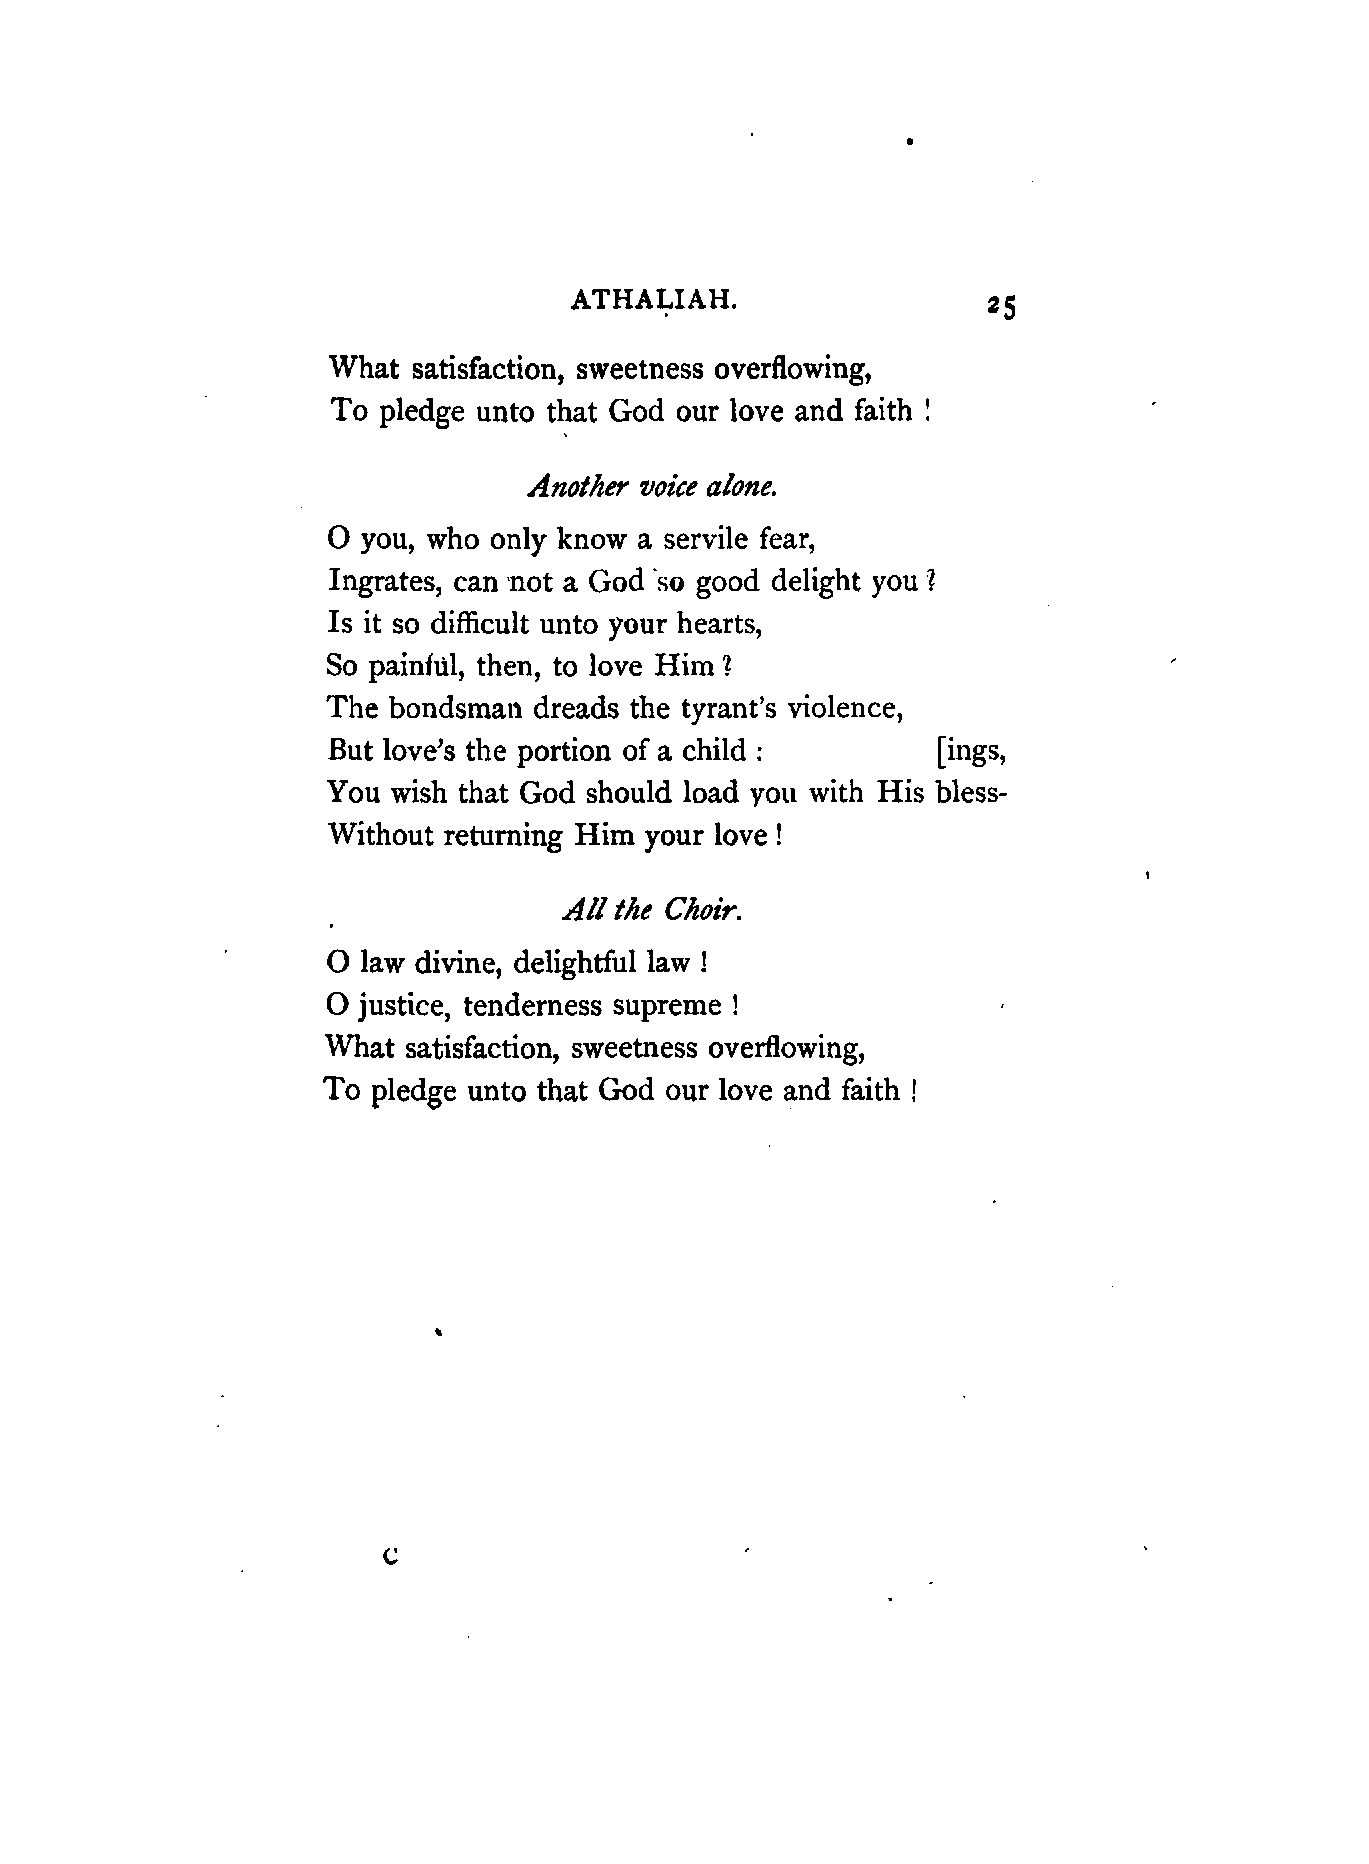 ATHALIAH. 25
What satisfaction, sweetness overflowing,
To pledge unto that God our love and faith !
Another voice alone.
O you, who only know a servile fear,
Ingrates, can not a God so good delight you ?
Is it so difficult unto your hearts,
So painful, then, to love Him ?
The bondsman dreads the tyrant's violence,
But love's the portion of a child : [ings,
You wish that God should load you with His bless-
Without returning Him your love !
All the Choir.
O law divine, delightful law !
O justice, tenderness supreme !
What satisfaction, sweetness overflowing,
To pledge unto that God our love and faith !
C